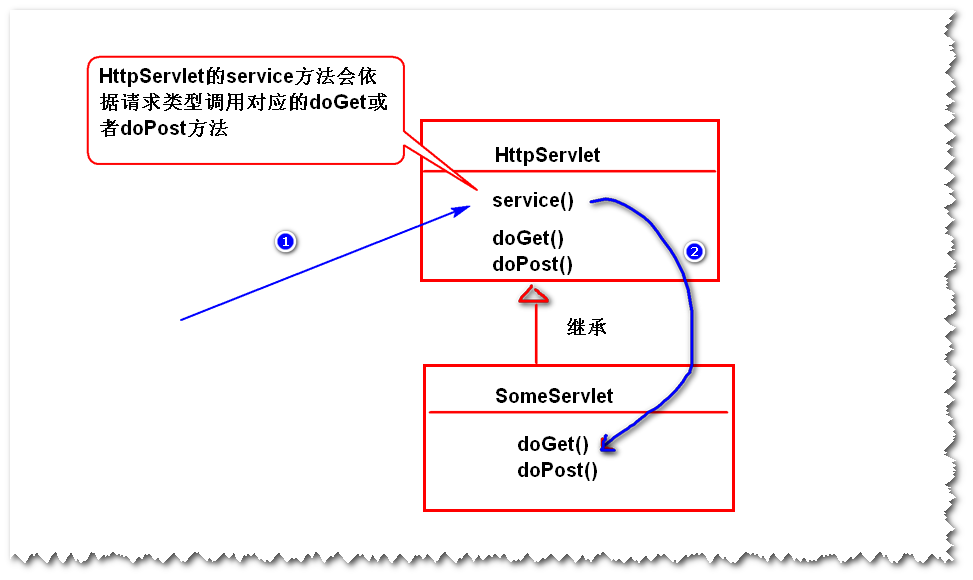 HttpServlet的service方法会依
据请求类型调用对应的doGet或
者doPost方法
HttpServlet
service()
1
2
doGet()
doPost()
继承
SomeServlet
doGet()
doPost()